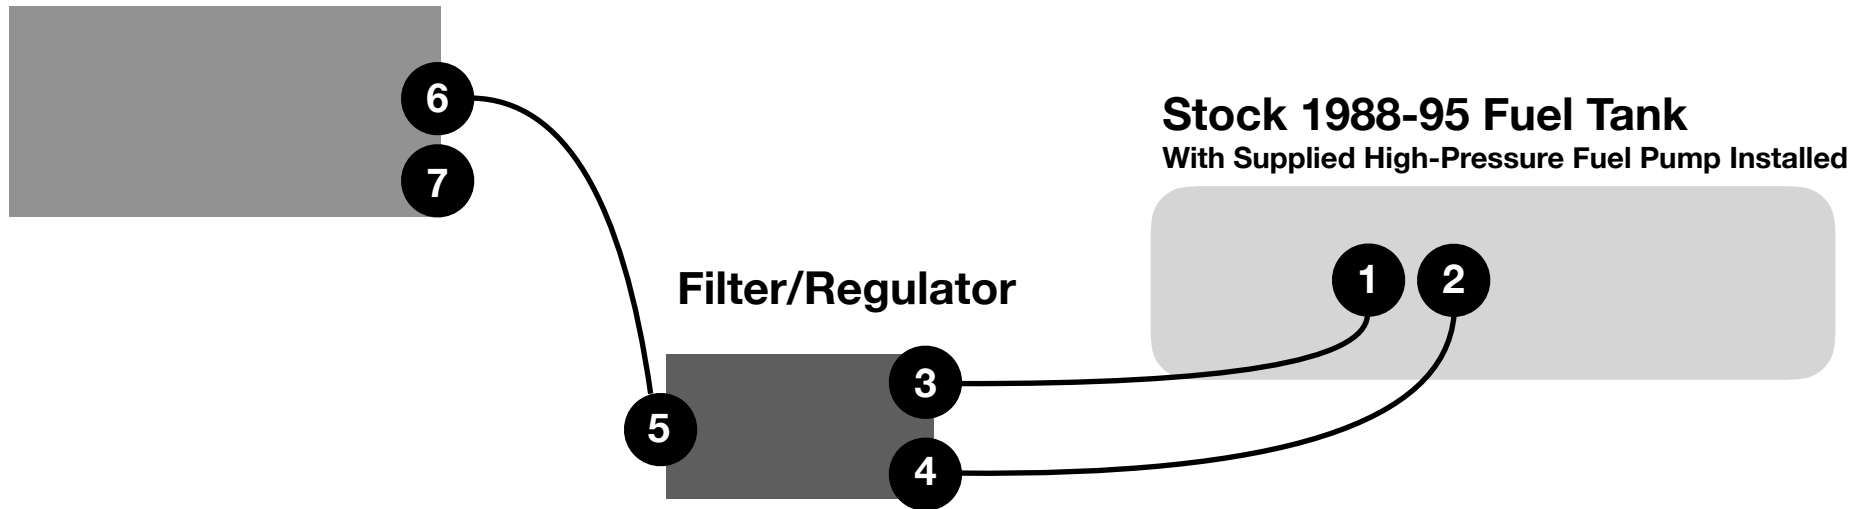 6
7
Stock 1988-95 Fuel Tank
With Supplied High-Pressure Fuel Pump Installed
1 2
Filter/Regulator
3
5
4